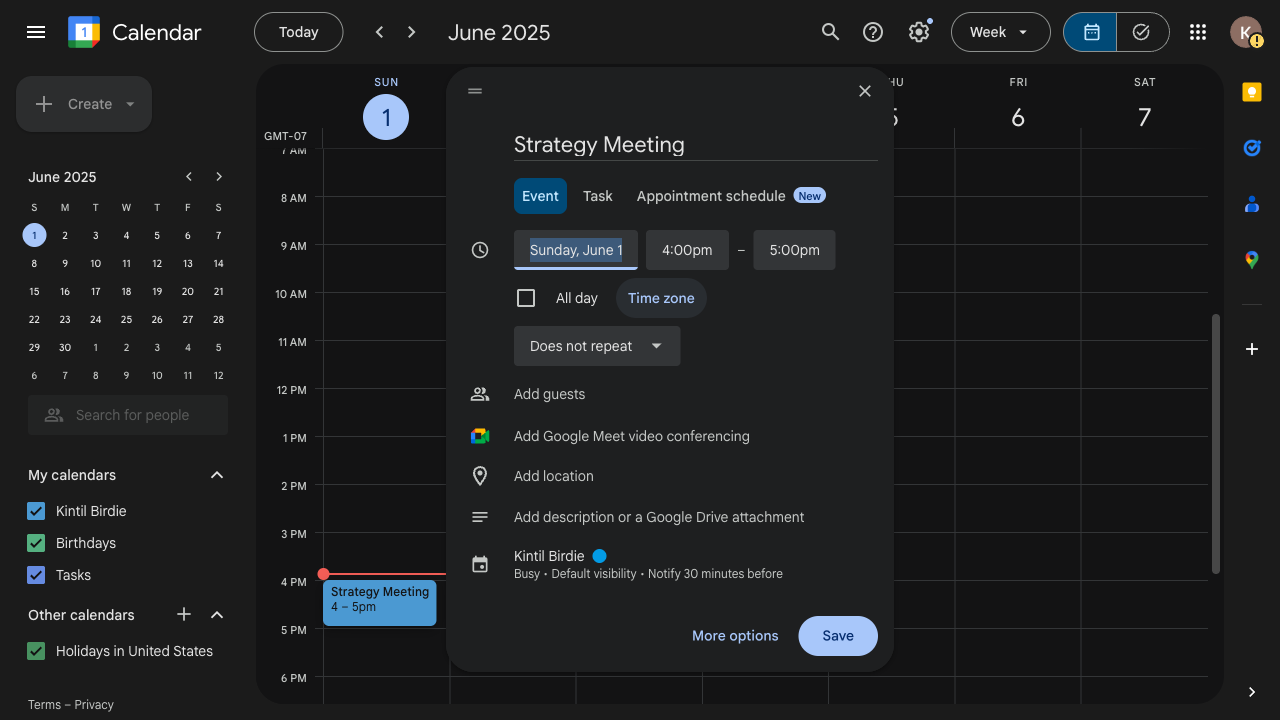 Calendar
Today
June 2025
Week
K
Create
June 2025
S M T W T F S
1 2 3 4 5 6 7
8 9 10 11 12 13 14
15 16 17 18 19 20 21
22 23 24 25 26 27 28
29 30 1 2 3 4 5
6 7 8 9 10 11 12
Search for people
My calendars
Kintil Birdie
Birthdays
Tasks
Other calendars
Holidays in United States
Terms – Privacy
SUN
1
FRI
6
SAT
7
GMT-07
7 AM
8 AM
9 AM
10 AM
11 AM
12 PM
1 PM
2 PM
3 PM
4 PM
5 PM
6 PM
Strategy Meeting
4 – 5pm
Strategy Meeting
Event Task Appointment schedule New
Sunday, June 1 4:00pm – 5:00pm
All day Time zone
Does not repeat
Add guests
Add Google Meet video conferencing
Add location
Add description or a Google Drive attachment
Kintil Birdie
Busy • Default visibility • Notify 30 minutes before
More options Save